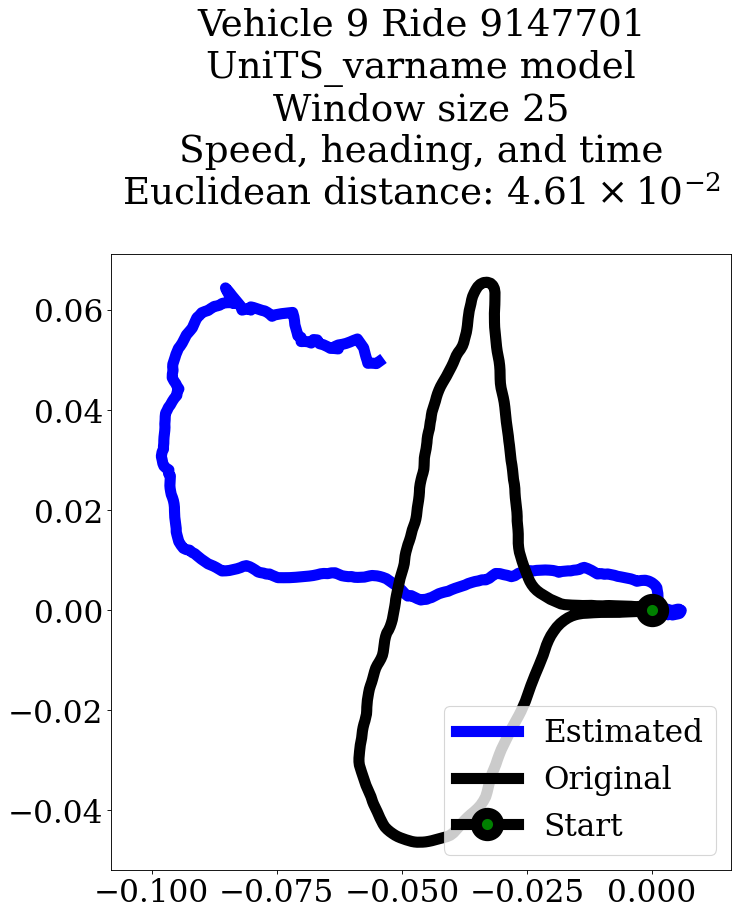 Vehicle 9 Ride 9147701
UniTS_varname model
Window size 25
Speed, heading, and time
Euclidean distance: 4.61 × 10⁻²
0.06
0.04
0.02
0.00
−0.02
−0.04
Estimated
Original
Start
−0.100 −0.075 −0.050 −0.025 0.000